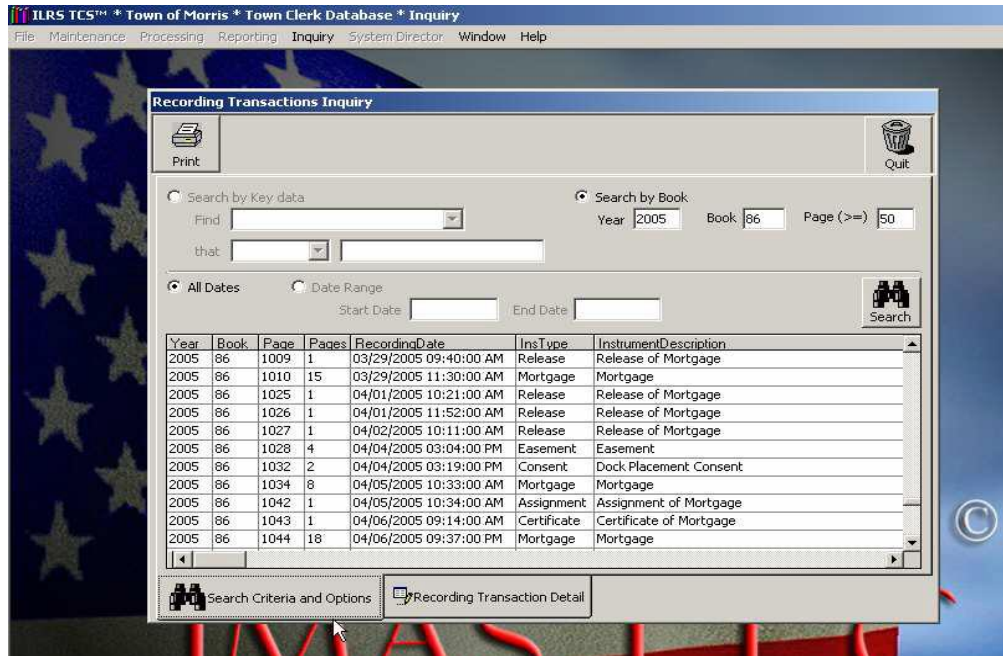 ILRS TCS™ * Town of Morris * Town Clerk Database * Inquiry
File Maintenance Processing Reporting Inquiry System Director Window Help
Recording Transactions Inquiry
Print
Quit
Search by Key data
Search by Book
Find
Year 2005 Book 86 Page (>=) 50
that
All Dates Date Range
Start Date End Date
Search
Year Book Page Pages RecordingDate InsType InstrumentDescription
2005 86 1009 1 03/29/2005 09:40:00 AM Release Release of Mortgage
2005 86 1010 15 03/29/2005 11:30:00 AM Mortgage Mortgage
2005 86 1025 1 04/01/2005 10:21:00 AM Release Release of Mortgage
2005 86 1026 1 04/01/2005 11:52:00 AM Release Release of Mortgage
2005 86 1027 1 04/02/2005 10:11:00 AM Release Release of Mortgage
2005 86 1028 4 04/04/2005 03:04:00 PM Easement Easement
2005 86 1032 2 04/04/2005 03:19:00 PM Consent Dock Placement Consent
2005 86 1034 8 04/05/2005 10:33:00 AM Mortgage Mortgage
2005 86 1042 1 04/05/2005 10:34:00 AM Assignment Assignment of Mortgage
2005 86 1043 1 04/06/2005 09:14:00 AM Certificate Certificate of Mortgage
2005 86 1044 18 04/06/2005 09:37:00 PM Mortgage Mortgage
©
Search Criteria and Options Recording Transaction Detail